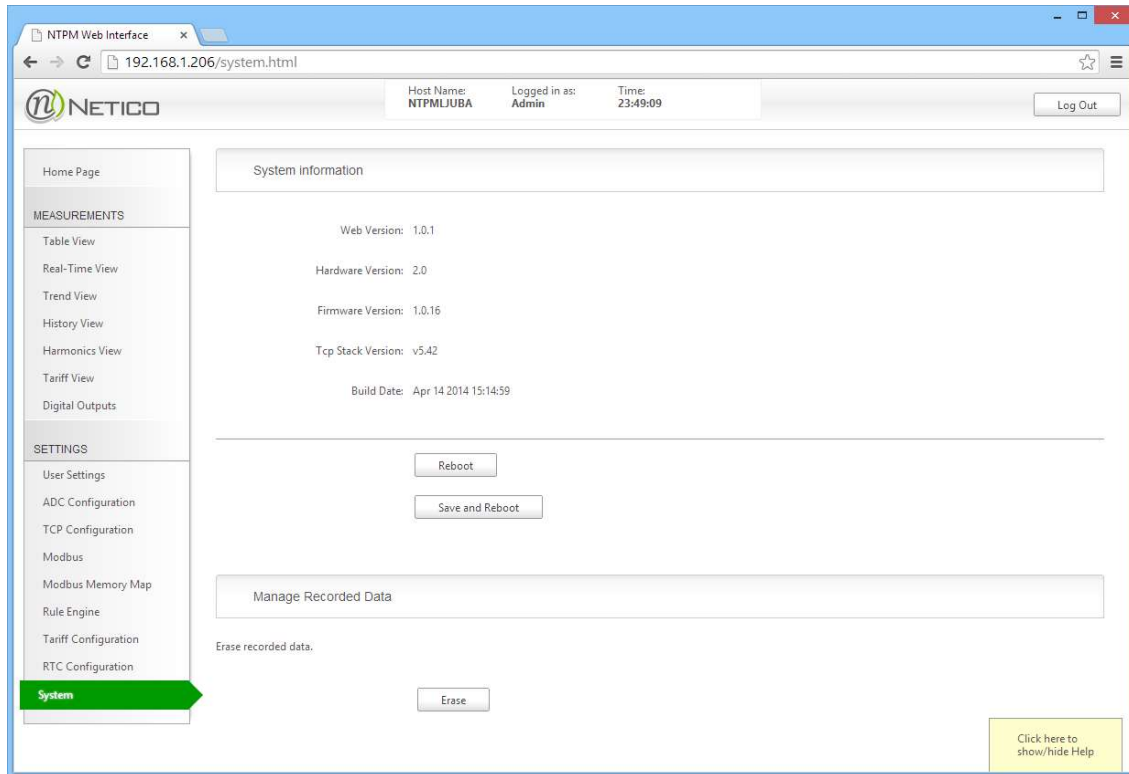 NTPM Web Interface
192.168.1.206/system.html
NETICO
Host Name: Logged in as: Time:
NTPMLJUBA Admin 23:49:09
Log Out
Home Page
MEASUREMENTS
Table View
Real-Time View
Trend View
History View
Harmonics View
Tariff View
Digital Outputs
SETTINGS
User Settings
ADC Configuration
TCP Configuration
Modbus
Modbus Memory Map
Rule Engine
Tariff Configuration
RTC Configuration
System
System information
Web Version: 1.0.1
Hardware Version: 2.0
Firmware Version: 1.0.16
Tcp Stack Version: v5.42
Build Date: Apr 14 2014 15:14:59
Reboot
Save and Reboot
Manage Recorded Data
Erase recorded data.
Erase
Click here to
show/hide Help